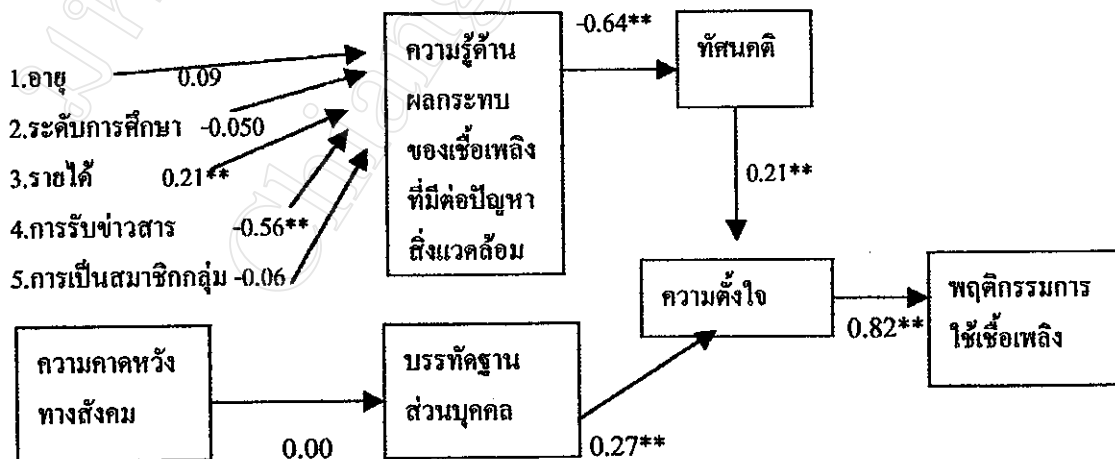 -0.64**
ความรู้ด้าน
ผลกระทบ
ของเชื้อเพลิง
ที่มีต่อปัญหา
สิ่งแวดล้อม
ทัศนคติ
1.อายุ 0.09
2.ระดับการศึกษา -0.050
3.รายได้ 0.21**
4.การรับข่าวสาร -0.56**
5.การเป็นสมาชิกกลุ่ม -0.06
0.21**
ความตั้งใจ
0.82**
พฤติกรรมการ
ใช้เชื้อเพลิง
ความคาดหวัง
ทางสังคม
0.00
บรรทัดฐาน
ส่วนบุคคล
0.27**
Chiang